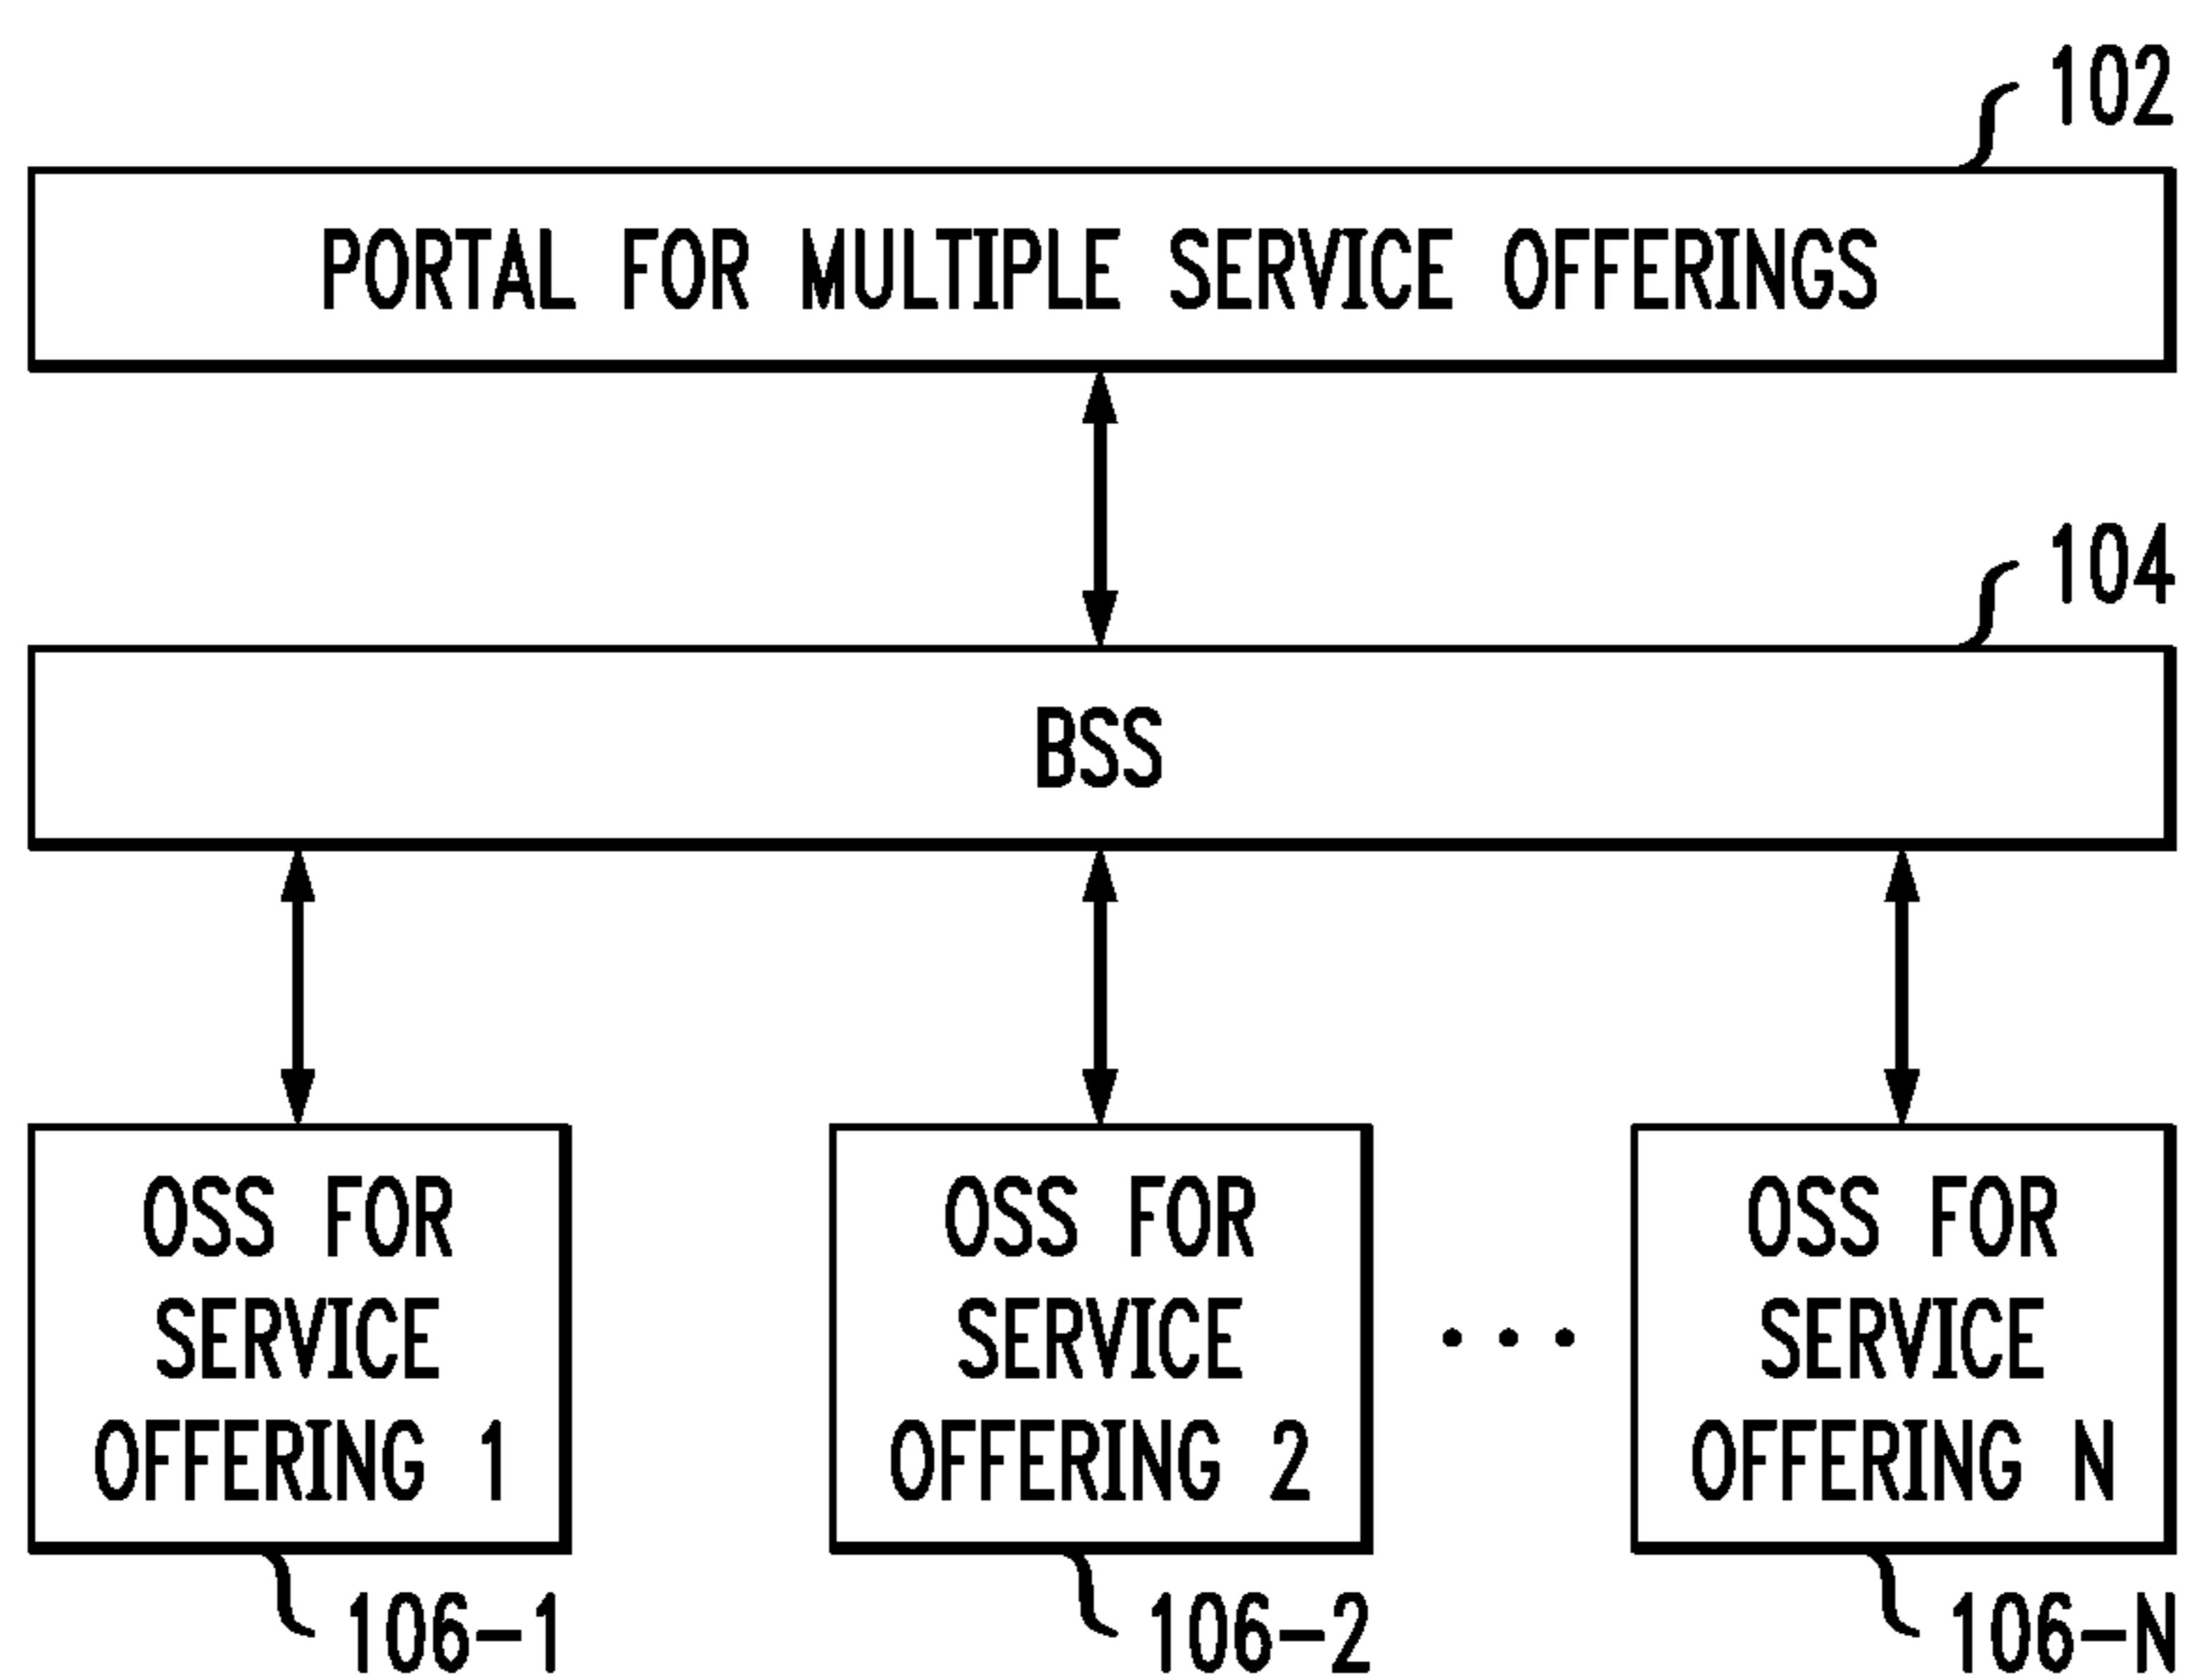 102
PORTAL FOR MULTIPLE SERVICE OFFERINGS
104
BSS
OSS FOR
SERVICE
OFFERING 1
OSS FOR
SERVICE
OFFERING 2
• • •
OSS FOR
SERVICE
OFFERING N
106-1
106-2
106-N